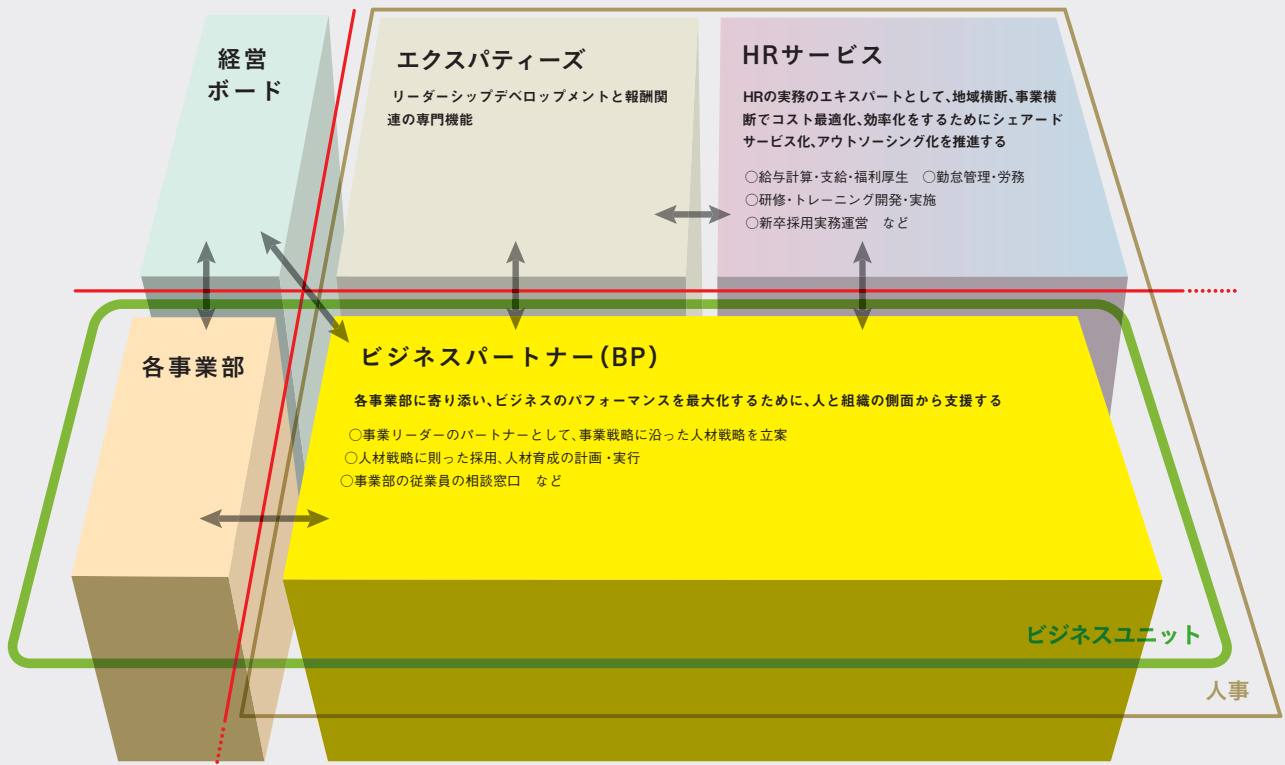 経営
ボード
エクスパティーズ
リーダーシップデベロップメントと報酬関
連の専門機能
HRサービス
HRの実務のエキスパートとして、地域横断、事業横
断でコスト最適化、効率化をするためにシェアード
サービス化、アウトソーシング化を推進する
○給与計算・支給・福利厚生　○勤怠管理・労務
○研修・トレーニング開発・実施
○新卒採用実務運営　など
各事業部
ビジネスパートナー（BP）
各事業部に寄り添い、ビジネスのパフォーマンスを最大化するために、人と組織の側面から支援する
○事業リーダーのパートナーとして、事業戦略に沿った人材戦略を立案
○人材戦略に則った採用、人材育成の計画・実行
○事業部の従業員の相談窓口　など
ビジネスユニット
人事